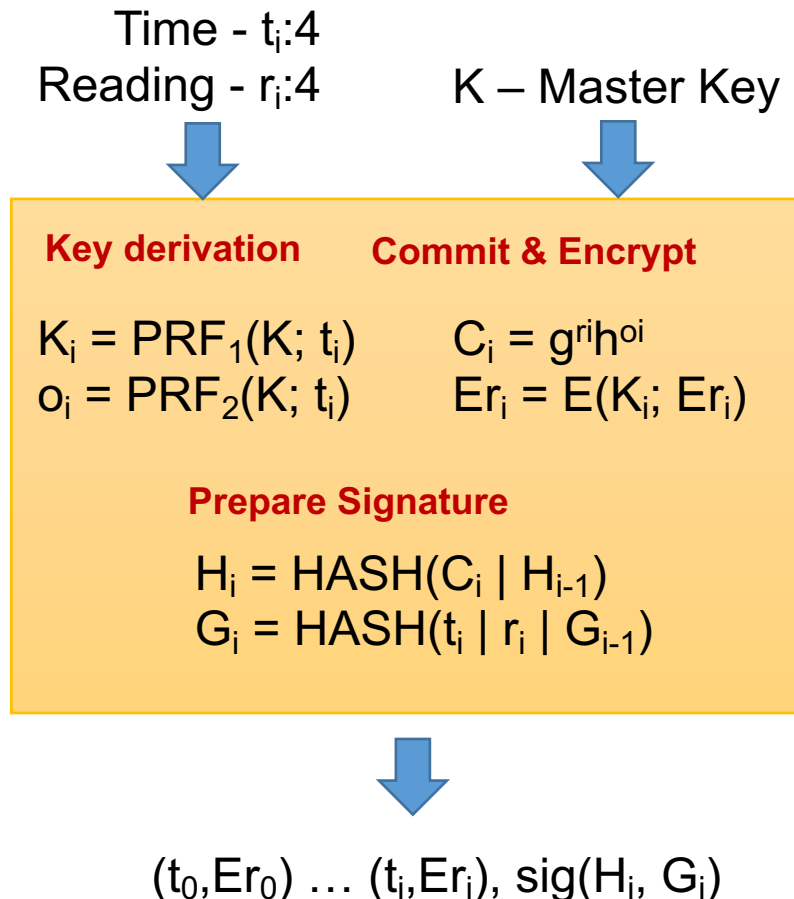 Time - tᵢ:4
Reading - rᵢ:4
K – Master Key
Key derivation
Kᵢ = PRF₁(K; tᵢ)
oᵢ = PRF₂(K; tᵢ)
Commit & Encrypt
Cᵢ = g^ri h^oi
Erᵢ = E(Kᵢ; Erᵢ)
Prepare Signature
Hᵢ = HASH(Cᵢ | Hᵢ₋₁)
Gᵢ = HASH(tᵢ | rᵢ | Gᵢ₋₁)
(t₀,Er₀) … (tᵢ,Erᵢ), sig(Hᵢ, Gᵢ)